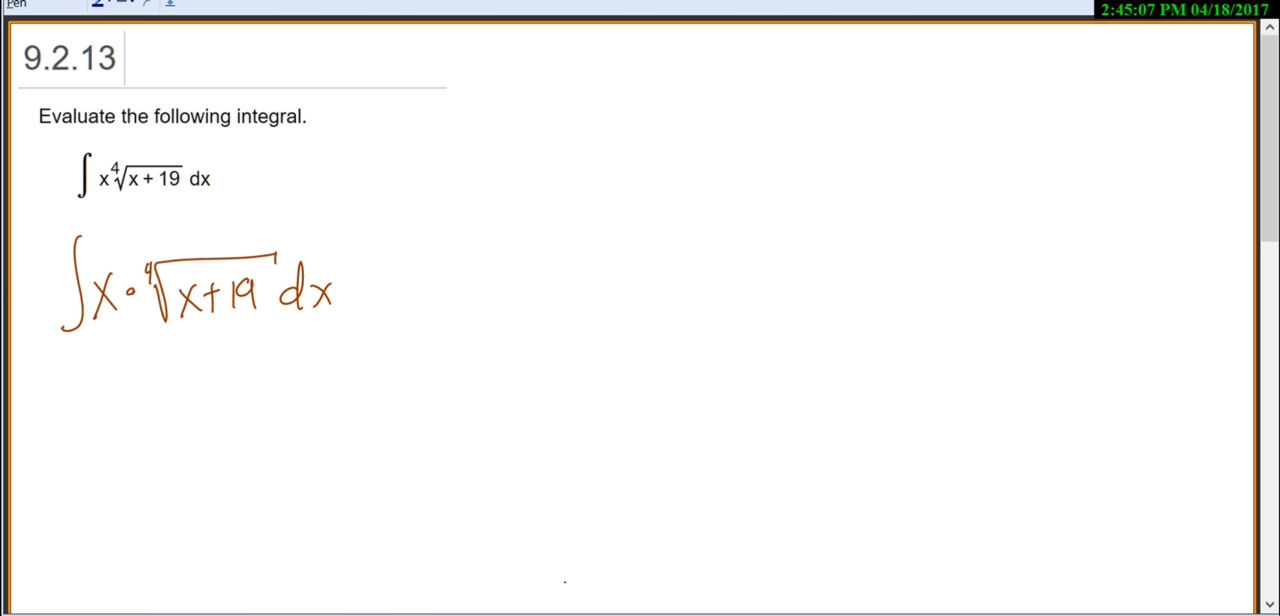 Pen
2:45:07 PM 04/18/2017
9.2.13
Evaluate the following integral.
∫ x ∜(x + 19) dx
∫ x · ∜(x+19) dx